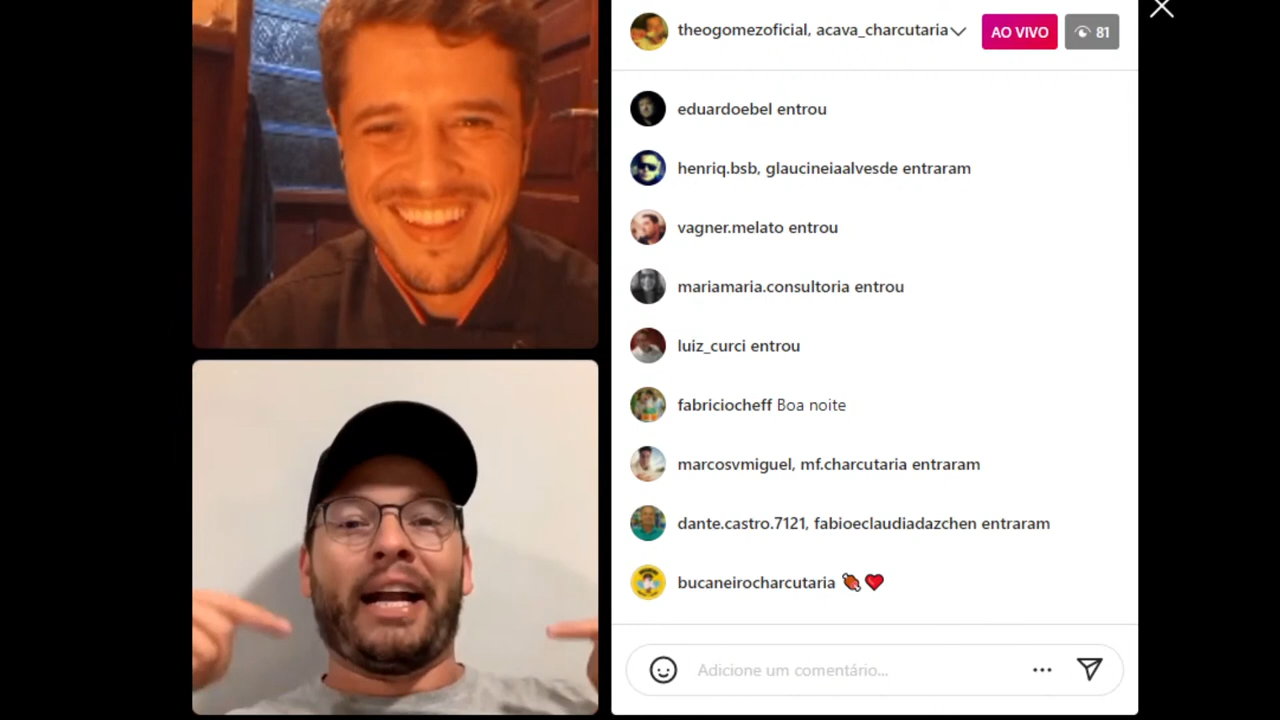 theogomezoficial, acava_charcutaria
AO VIVO
81
eduardoebel entrou
henriq.bsb, glaucineiaalvesde entraram
vagner.melato entrou
mariamaria.consultoria entrou
luiz_curci entrou
fabriciocheff Boa noite
marcosvmiguel, mf.charcutaria entraram
dante.castro.7121, fabioeclaudiadazchen entraram
bucaneirocharcutaria 🍖❤️
Adicione um comentário...